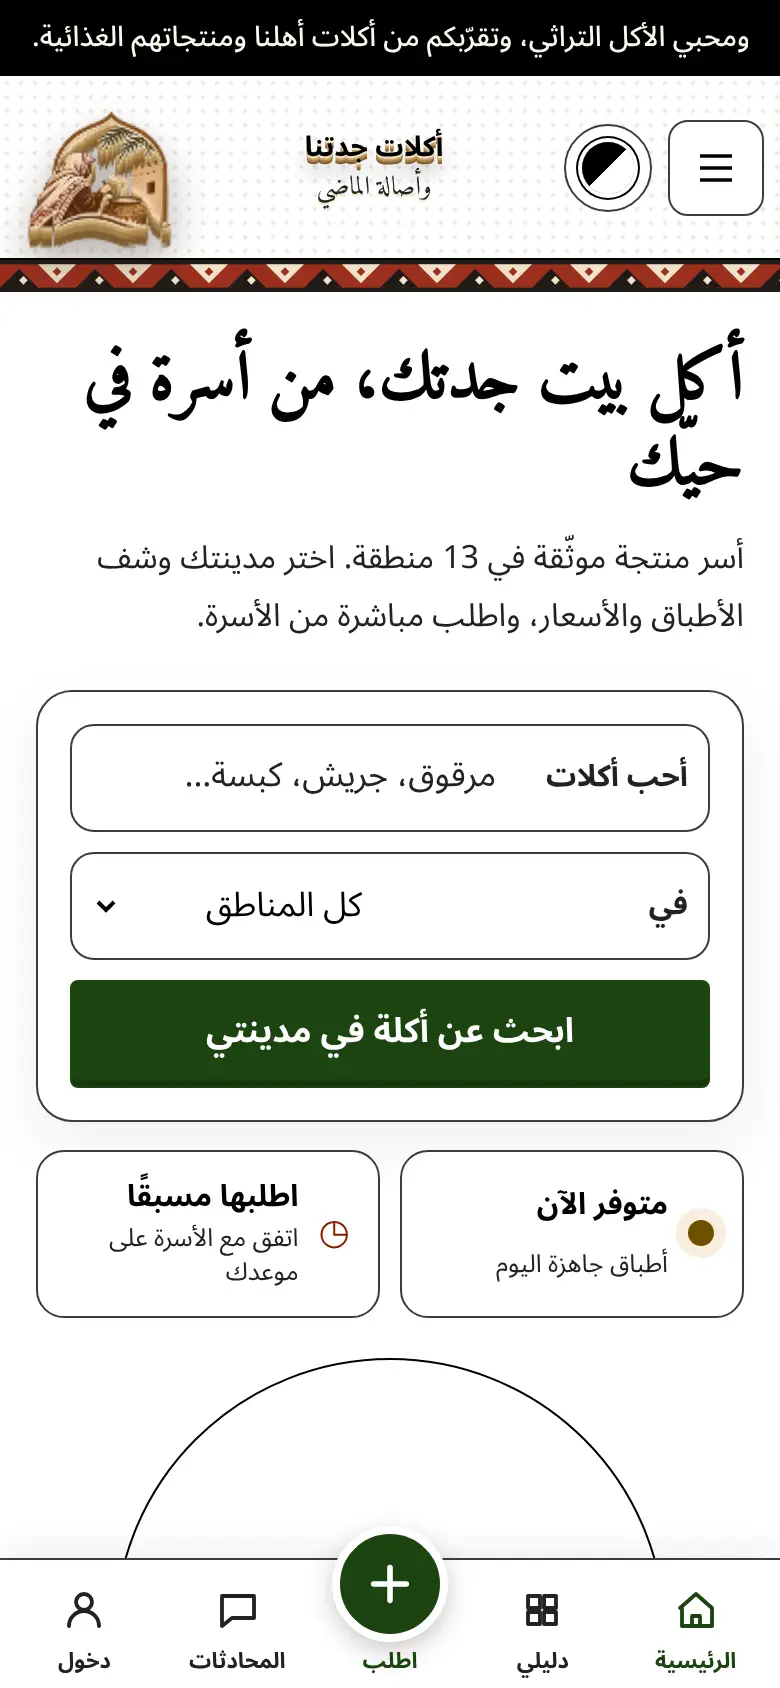 ومحبي الأكل التراثي، وتقرّبكم من أكلات أهلنا ومنتجاتهم الغذائية.
أكلات جدتنا
وأصالة الماضي
أكل بيت جدتك، من أسرة في
حيّك
أسر منتجة موثّقة في 13 منطقة. اختر مدينتك وشف
الأطباق والأسعار، واطلب مباشرة من الأسرة.
أحب أكلات مرقوق، جريش، كبسة...
في كل المناطق
ابحث عن أكلة في مدينتي
متوفر الآن
أطباق جاهزة اليوم
اطلبها مسبقًا
اتفق مع الأسرة على
موعدك
الرئيسية
دليلي
اطلب
المحادثات
دخول